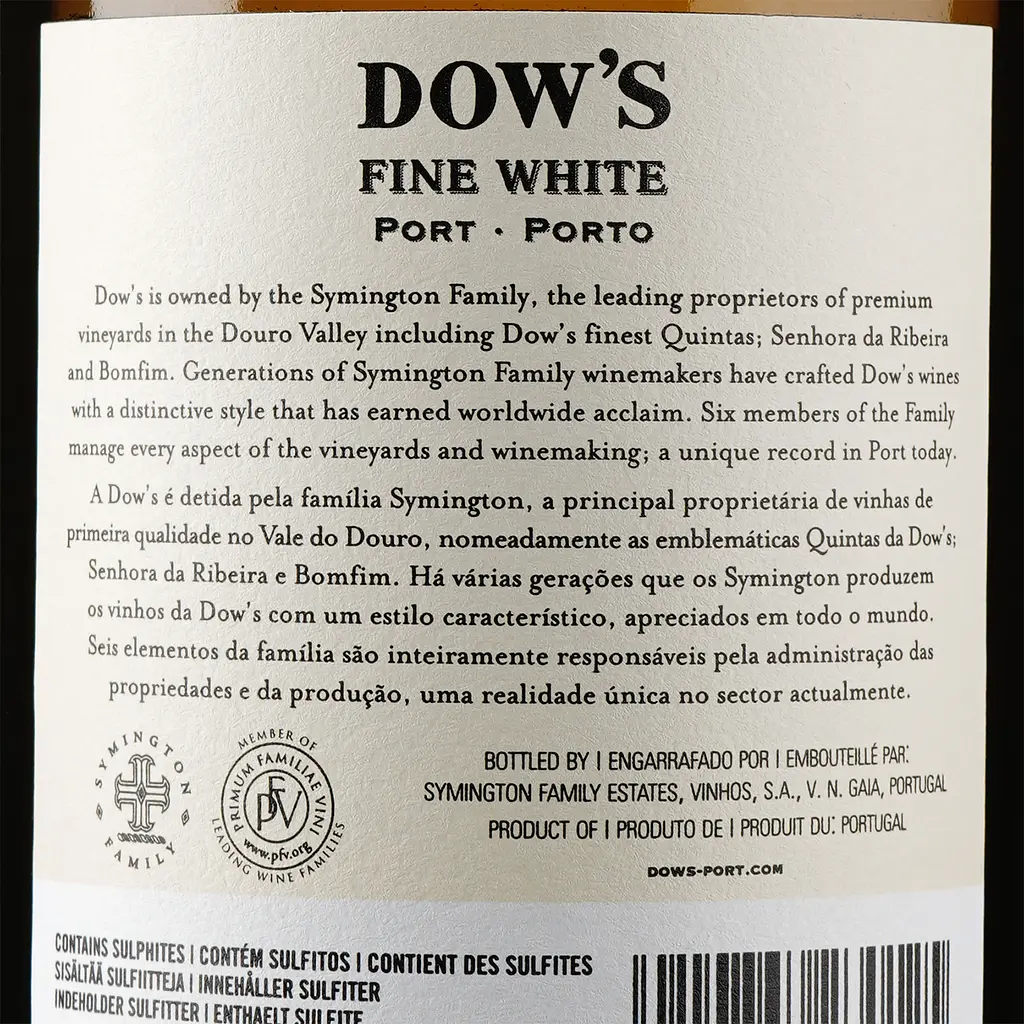 DOW'S
FINE WHITE
PORT · PORTO
Dow's is owned by the Symington Family, the leading proprietors of premium
vineyards in the Douro Valley including Dow's finest Quintas; Senhora da Ribeira
and Bomfim. Generations of Symington Family winemakers have crafted Dow's wines
with a distinctive style that has earned worldwide acclaim. Six members of the Family
manage every aspect of the vineyards and winemaking; a unique record in Port today.
A Dow's é detida pela família Symington, a principal proprietária de vinhas de
primeira qualidade no Vale do Douro, nomeadamente as emblemáticas Quintas da Dow's;
Senhora da Ribeira e Bomfim. Há várias gerações que os Symington produzem
os vinhos da Dow's com um estilo característico, apreciados em todo o mundo.
Seis elementos da família são inteiramente responsáveis pela administração das
propriedades e da produção, uma realidade única no sector actualmente.
SYMINGTON
FAMILY
MEMBER OF
PRIMUM FAMILIAE VINI
PFV
www.pfv.org
LEADING WINE FAMILIES
BOTTLED BY | ENGARRAFADO POR | EMBOUTEILLÉ PAR:
SYMINGTON FAMILY ESTATES, VINHOS, S.A., V. N. GAIA, PORTUGAL
PRODUCT OF | PRODUTO DE | PRODUIT DU: PORTUGAL
DOWS-PORT.COM
CONTAINS SULPHITES | CONTÉM SULFITOS | CONTIENT DES SULFITES
SISÄLTÄÄ SULFIITTEJA | INNEHÅLLER SULFITER
INDEHOLDER SULFITTER | ENTHAELT SULFITE